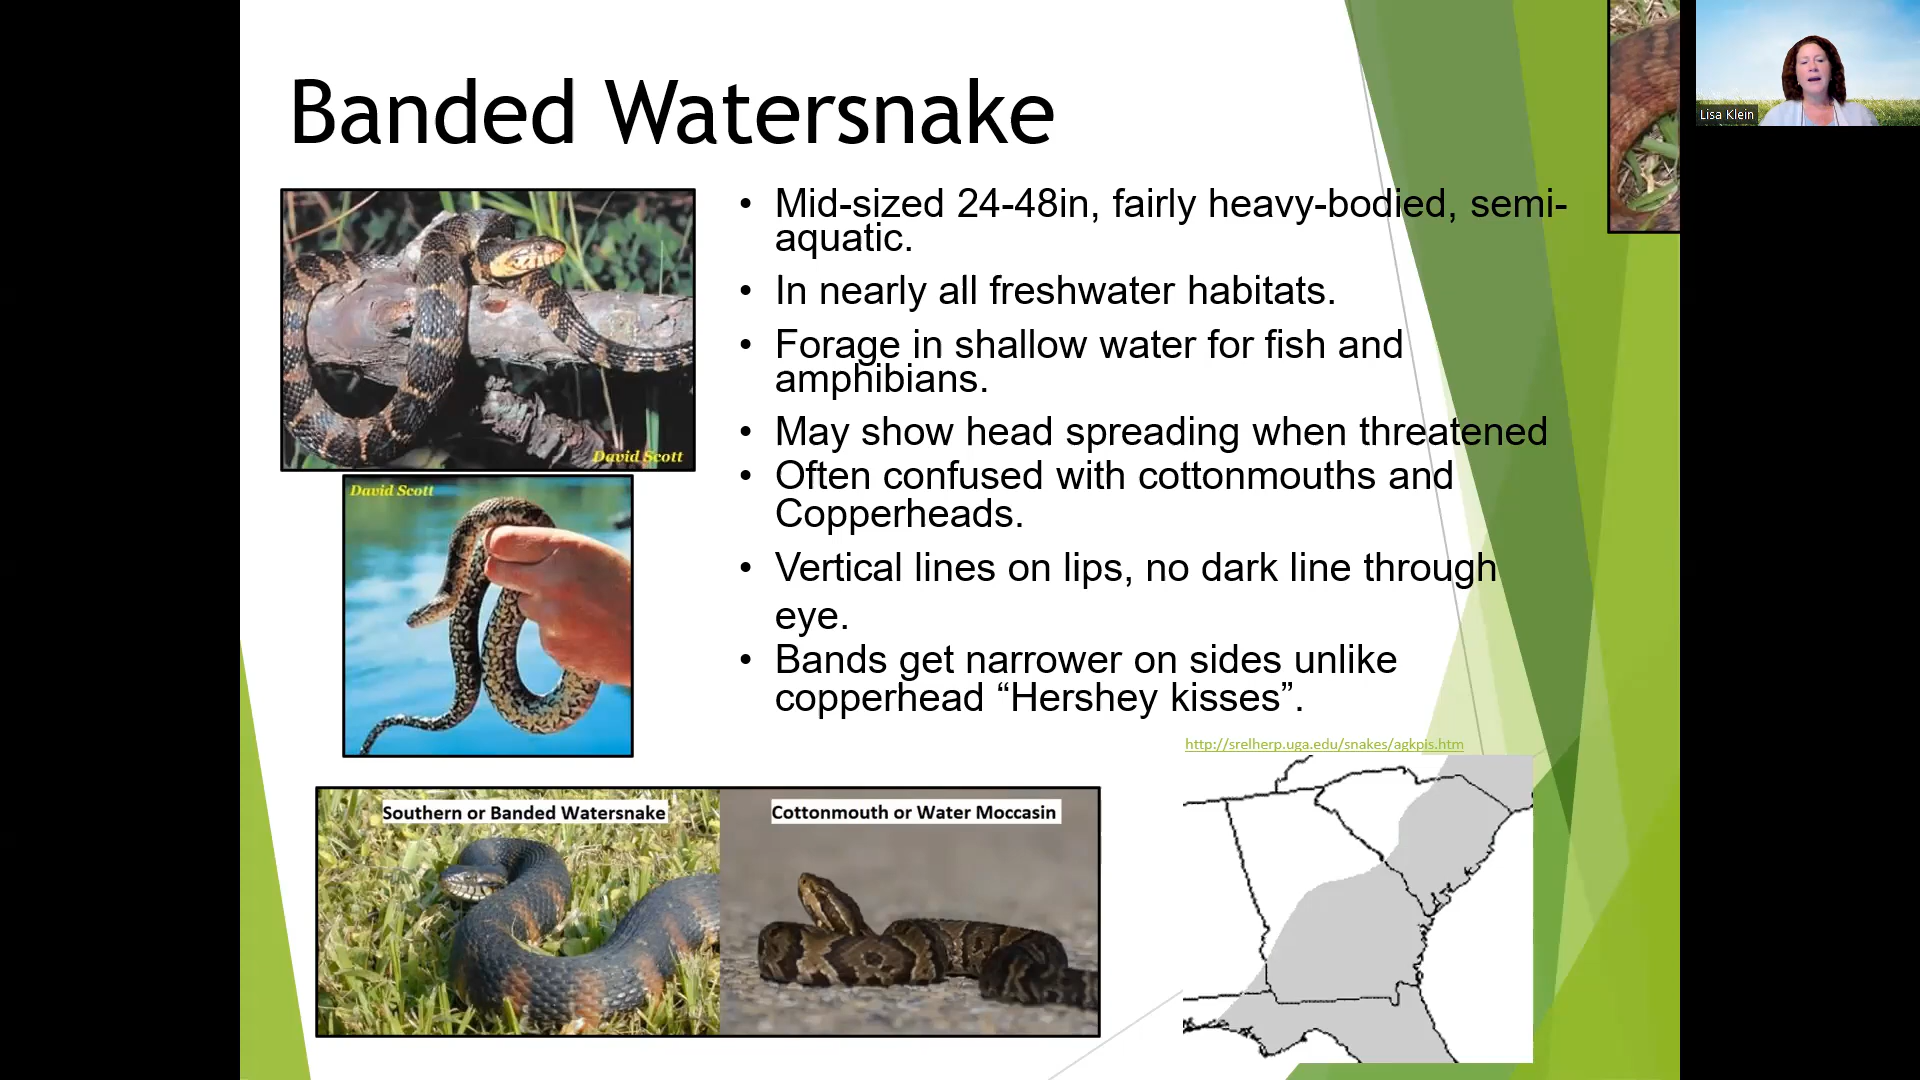 Banded Watersnake
Lisa Klein
David Scott
David Scott
• Mid-sized 24-48in, fairly heavy-bodied, semi-
aquatic.
• In nearly all freshwater habitats.
• Forage in shallow water for fish and
amphibians.
• May show head spreading when threatened
• Often confused with cottonmouths and
Copperheads.
• Vertical lines on lips, no dark line through
eye.
• Bands get narrower on sides unlike
copperhead “Hershey kisses”.
http://srelherp.uga.edu/snakes/agkpis.htm
Southern or Banded Watersnake
Cottonmouth or Water Moccasin